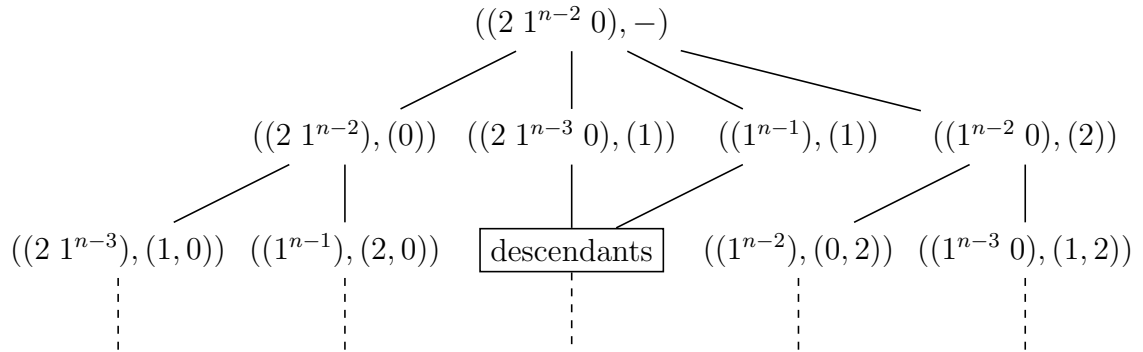 ((2 1^{n-2} 0), −)
((2 1^{n-2}), (0)) ((2 1^{n-3} 0), (1)) ((1^{n-1}), (1)) ((1^{n-2} 0), (2))
((2 1^{n-3}), (1, 0)) ((1^{n-1}), (2, 0)) descendants ((1^{n-2}), (0, 2)) ((1^{n-3} 0), (1, 2))